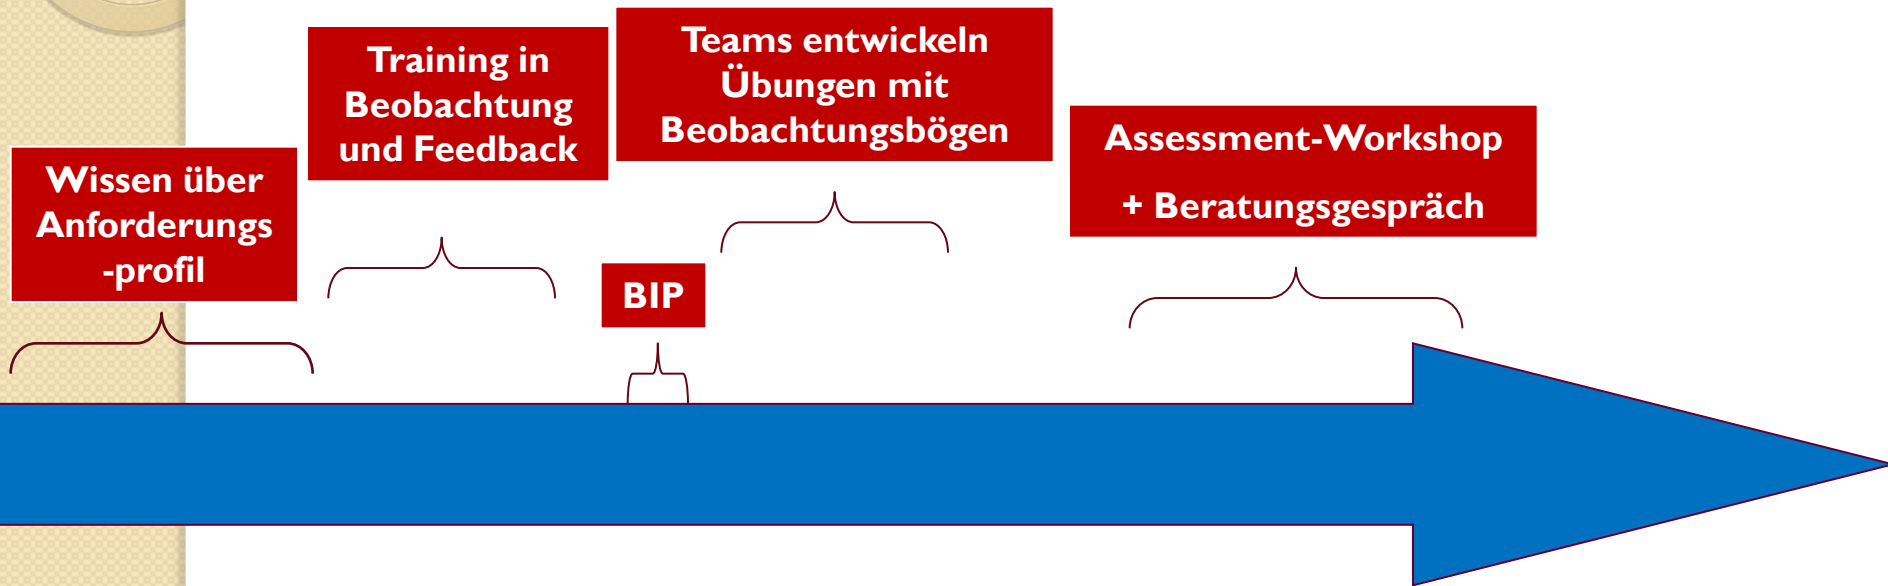 Wissen über
Anforderungs
-profil
Training in
Beobachtung
und Feedback
BIP
Teams entwickeln
Übungen mit
Beobachtungsbögen
Assessment-Workshop
+ Beratungsgespräch